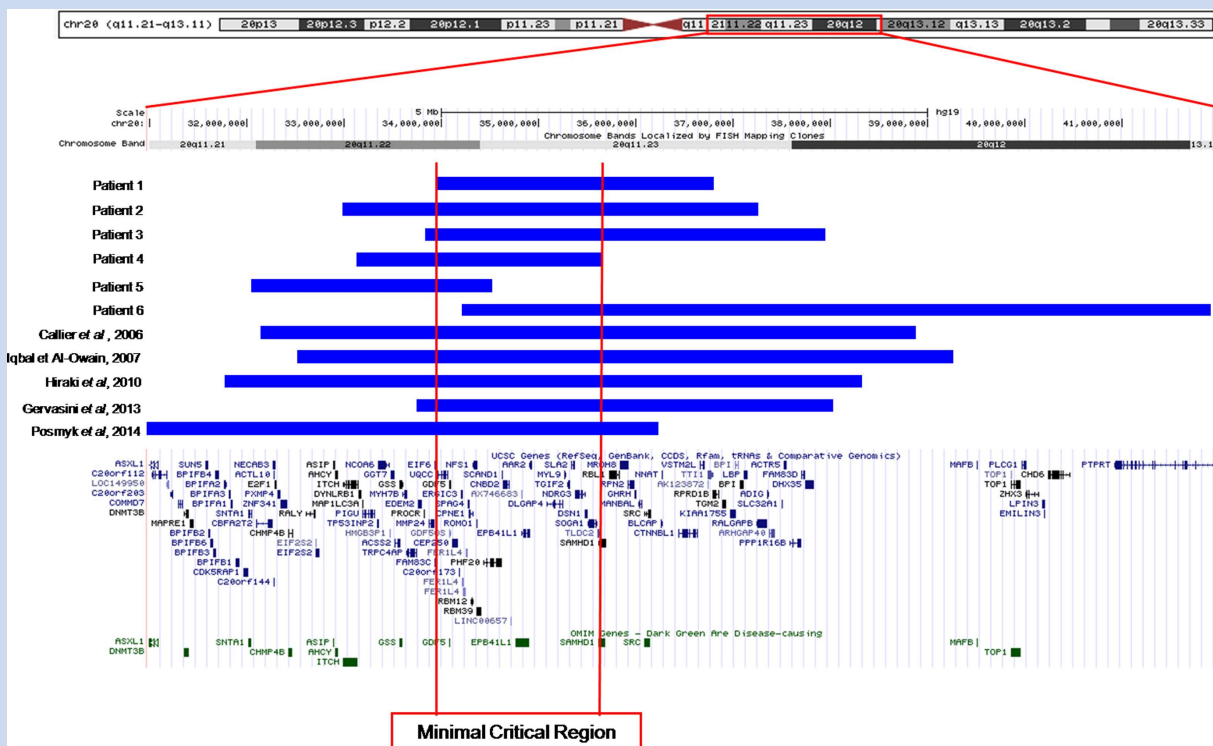 chr20 (q11.21-q13.11) 20p13 20p12.3 p12.2 20p12.1 p11.23 p11.21 q11 21 11.22 q11.23 20q12 20q13.12 q13.13 20q13.2 20q13.33
Scale 5 Mb hg19
chr20: 32,000,000 33,000,000 34,000,000 35,000,000 36,000,000 37,000,000 38,000,000 39,000,000 40,000,000 41,000,000
Chromosome Bands Localized by FISH Mapping Clones
Chromosome Band 20q11.21 20q11.22 20q11.23 20q12 13.1
Patient 1
Patient 2
Patient 3
Patient 4
Patient 5
Patient 6
Callier et al , 2006
Iqbal et Al-Owain, 2007
Hiraki et al, 2010
Gervasini et al, 2013
Posmyk et al, 2014
UCSC Genes (RefSeq, GenBank, CCDS, Rfam, tRNAs & Comparative Genomics)
ASXL1 SUN5 NECAB3 ASIP NCOA6 EIF6 NFS1 AAR2 SLA2 MROH8 VSTM2L BPI ACTR5 MAFB PLCG1 PTPRT
C20orf112 BPIFB4 ACTL10 AHCY GGT7 UQCC SCAND1 MYL9 RBL1 NNAT TTI1 LBP FAM83D TOP1 CHD6
LOC149950 BPIFA2 E2F1 ITCH GSS GDF5 CNBD2 TGIF2 RPN2 AK123872 BPI DHX35 TOP1
C20orf203 BPIFA3 PXMP4 DYNLRB1 MYH7B ERGIC3 AX746683 NDRG3 GHRH RPRD1B ADIG ZHX3
COMMD7 BPIFA1 ZNF341 MAP1LC3A EDEM2 SPAG4 DLGAP4 MANBAL TGM2 SLC32A1 LPIN3
DNMT3B SNTA1 RALY PIGU PROCR CPNE1 DSN1 SRC KIAA1755 EMILIN3
MAPRE1 CBFA2T2 TP53INP2 MMP24 ROMO1 SOGA1 BLCAP RALGAPB
BPIFB2 CHMP4B HMGB3P1 GDF5OS EPB41L1 TLDC2 CTNNBL1 ARHGAP40
BPIFB6 EIF2S2 ACSS2 CEP250 SAMHD1 PPP1R16B
BPIFB3 EIF2S2 TRPC4AP FER1L4
BPIFB1 FAM83C PHF20
CDK5RAP1 C20orf173
C20orf144 FER1L4
FER1L4
RBM12
RBM39
LINC00657
OMIM Genes - Dark Green Are Disease-causing
ASXL1 SNTA1 ASIP GSS GDF5 EPB41L1 SAMHD1 SRC MAFB
DNMT3B CHMP4B AHCY TOP1
ITCH
Minimal Critical Region